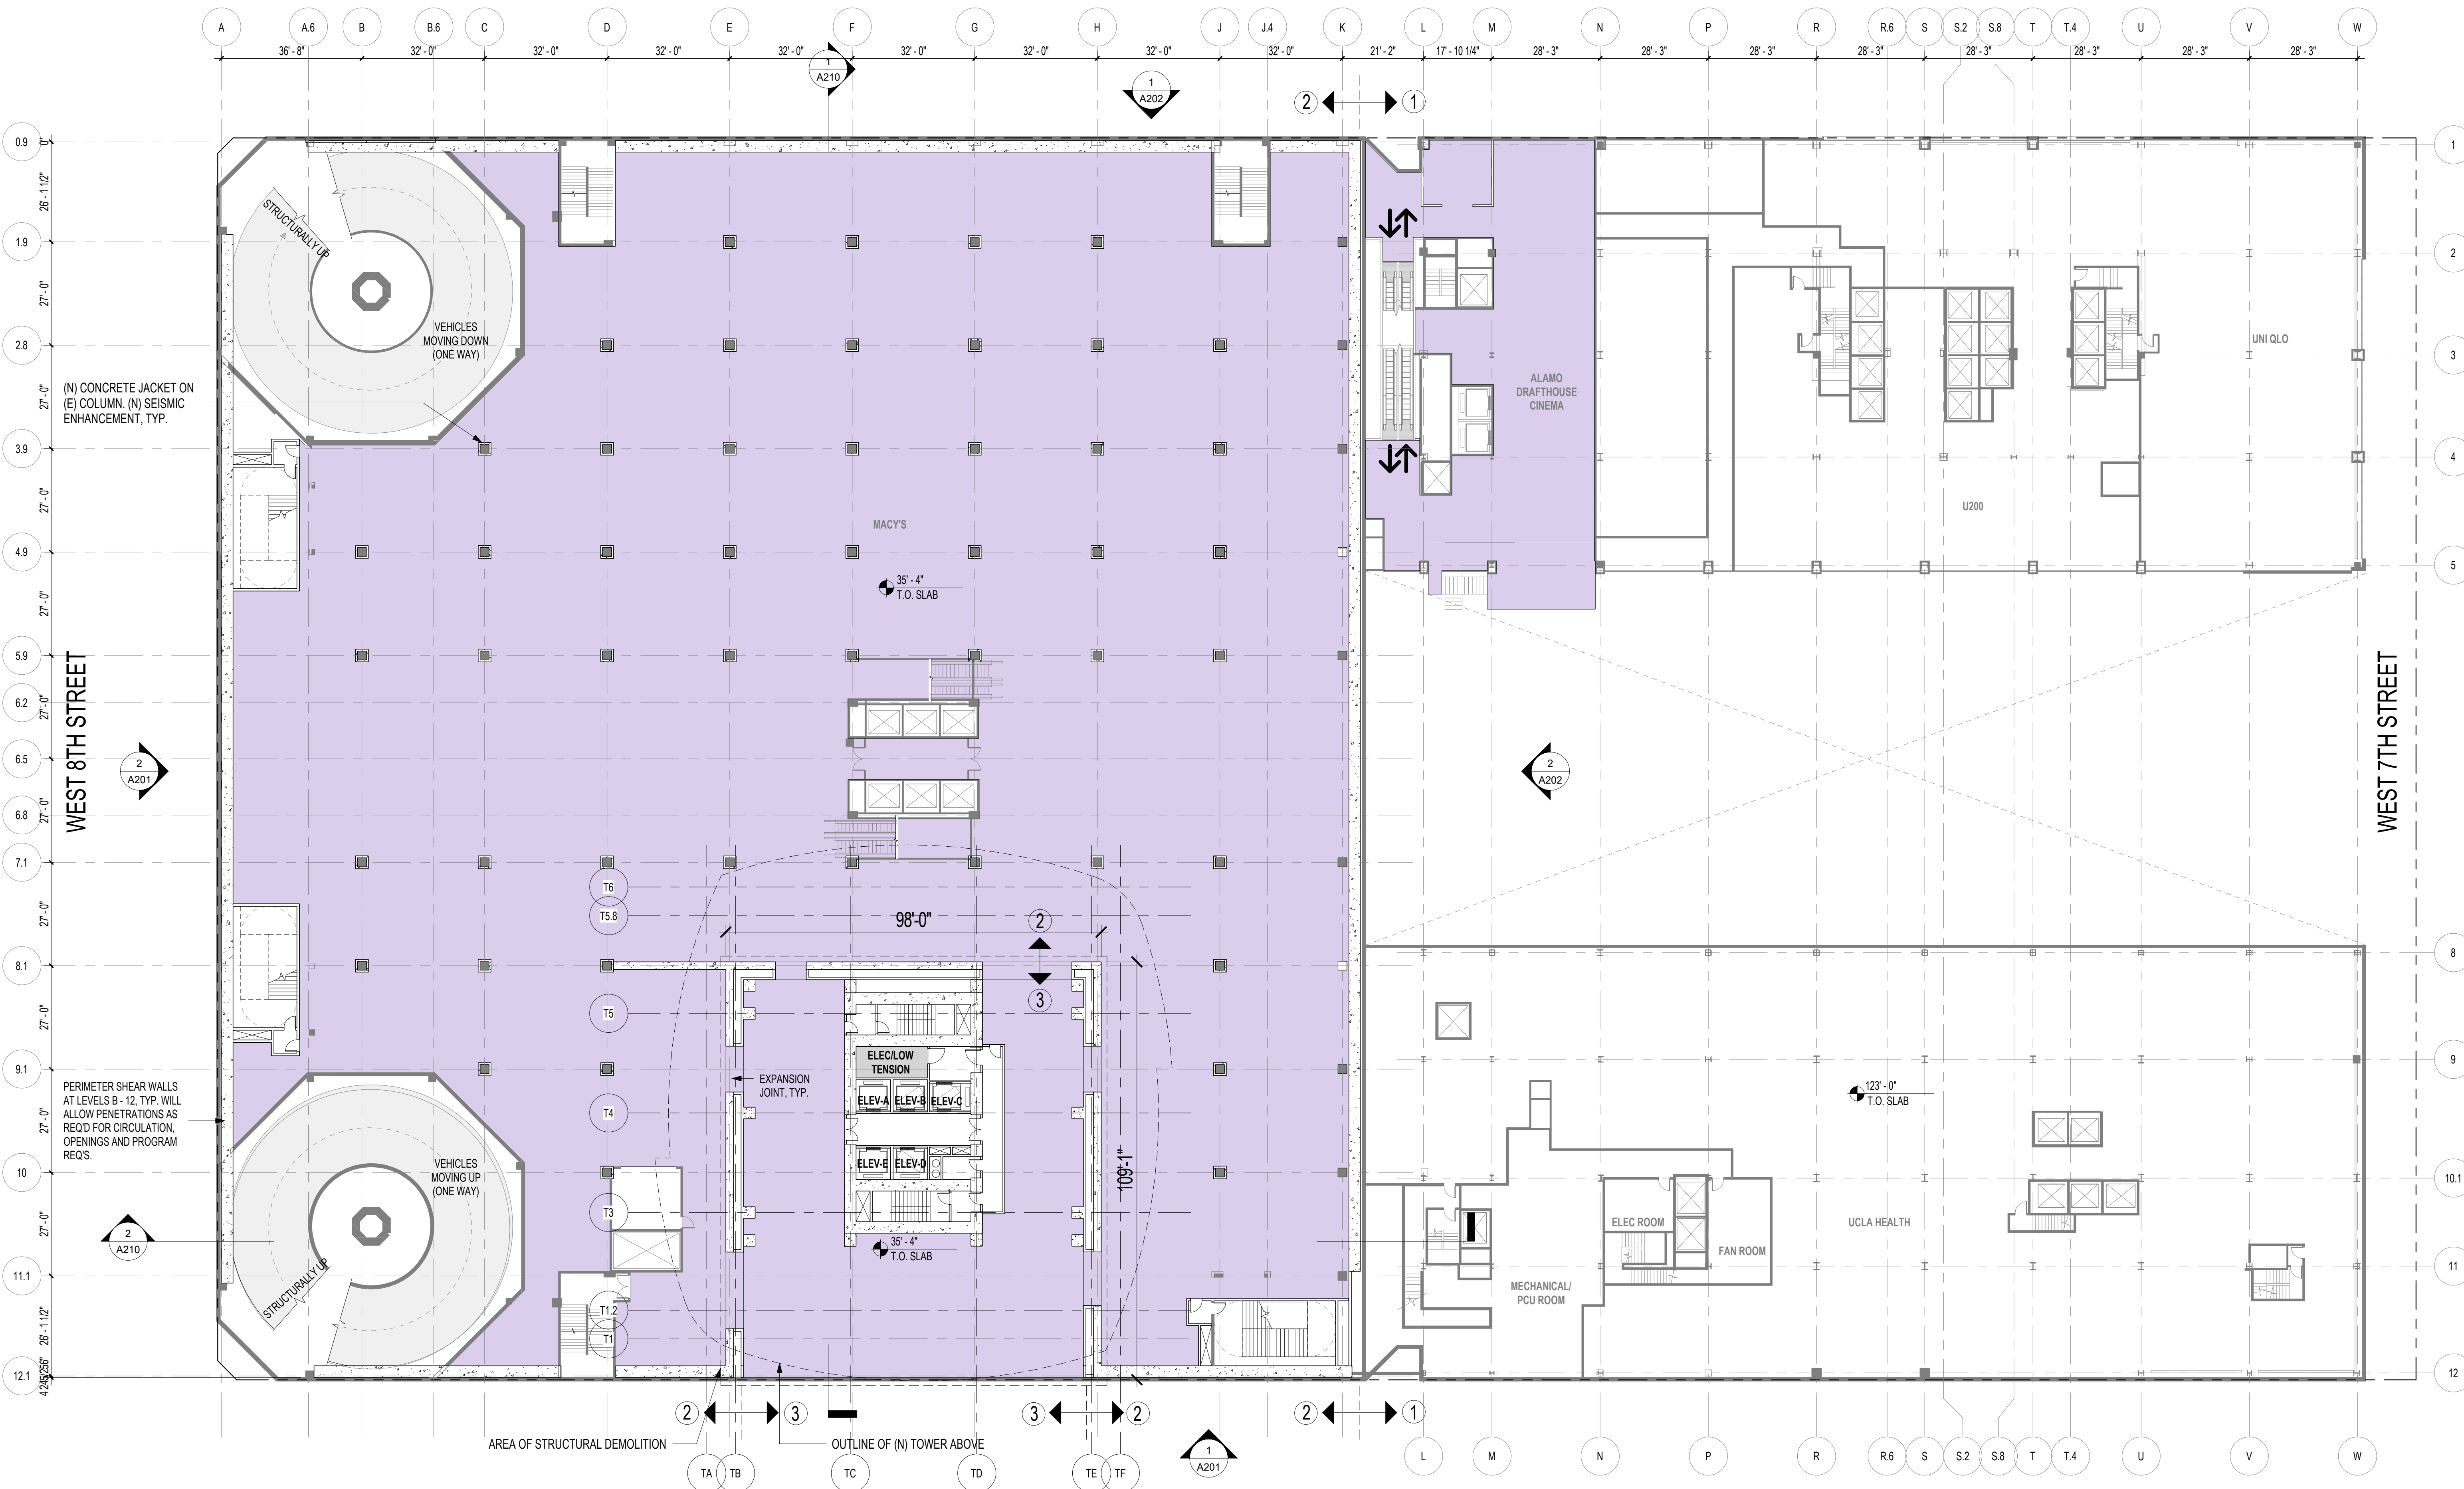 A A.6 B B.6 C D E F G H J J.4 K L M N P R R.6 S S.2 S.8 T T.4 U V W
36' - 8" 32' - 0" 32' - 0" 32' - 0" 32' - 0" 32' - 0" 32' - 0" 32' - 0" 32' - 0" 21' - 2" 17' - 10 1/4" 28' - 3" 28' - 3" 28' - 3" 28' - 3" 28' - 3" 28' - 3" 28' - 3" 28' - 3"
1
A210
1
A202
2 1
0.9
0"
26' - 1 1/2"
1.9
27' - 0"
2.8
27' - 0"
3.9
27' - 0"
4.9
27' - 0"
5.9
6.2
27' - 0"
6.5
27' - 0"
6.8
7.1
27' - 0"
8.1
27' - 0"
9.1
27' - 0"
10
27' - 0"
11.1
26' - 1 1/2"
12.1
1
2
3
4
5
8
9
10.1
11
12
STRUCTURALLY UP
VEHICLES
MOVING DOWN
(ONE WAY)
(N) CONCRETE JACKET ON
(E) COLUMN. (N) SEISMIC
ENHANCEMENT, TYP.
ALAMO
DRAFTHOUSE
CINEMA
UNI QLO
U200
MACY'S
35' - 4"
T.O. SLAB
WEST 8TH STREET
WEST 7TH STREET
2
A201
2
A202
T6
T5.8
98'-0"
2
3
T5
ELEC/LOW
TENSION
EXPANSION
JOINT, TYP.
ELEV-A ELEV-B ELEV-C
T4
ELEV-E ELEV-D
109'-1"
T3
35' - 4"
T.O. SLAB
T1.2
T1
PERIMETER SHEAR WALLS
AT LEVELS B - 12, TYP. WILL
ALLOW PENETRATIONS AS
REQ'D FOR CIRCULATION,
OPENINGS AND PROGRAM
REQ'S.
VEHICLES
MOVING UP
(ONE WAY)
2
A210
STRUCTURALLY UP
123' - 0"
T.O. SLAB
ELEC ROOM
UCLA HEALTH
FAN ROOM
MECHANICAL/
PCU ROOM
2 3
3 2
2 1
AREA OF STRUCTURAL DEMOLITION
OUTLINE OF (N) TOWER ABOVE
1
A201
TA TB TC TD TE TF L M N P R R.6 S S.2 S.8 T T.4 U V W